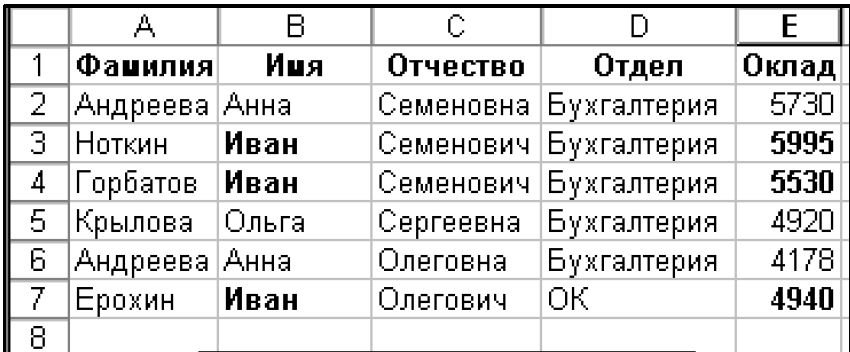 A B C D E
1 Фамилия Имя Отчество Отдел Оклад
2 Андреева Анна Семеновна Бухгалтерия 5730
3 Ноткин Иван Семенович Бухгалтерия 5995
4 Горбатов Иван Семенович Бухгалтерия 5530
5 Крылова Ольга Сергеевна Бухгалтерия 4920
6 Андреева Анна Олеговна Бухгалтерия 4178
7 Ерохин Иван Олегович ОК 4940
8